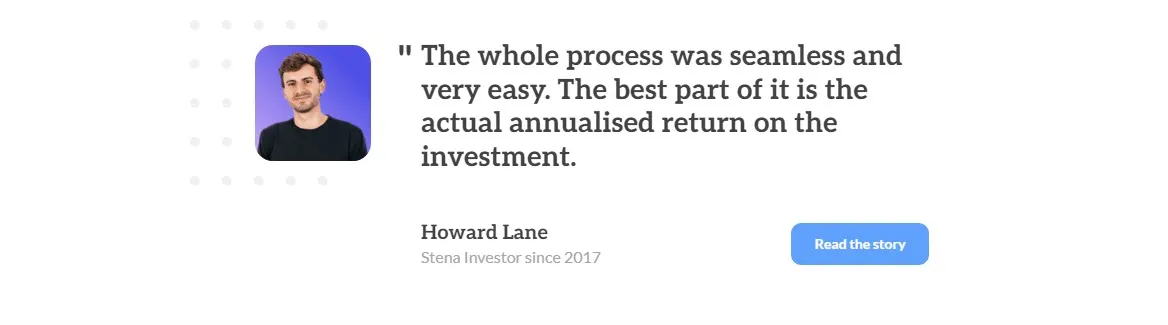 " The whole process was seamless and
very easy. The best part of it is the
actual annualised return on the
investment.
Howard Lane
Stena Investor since 2017
Read the story